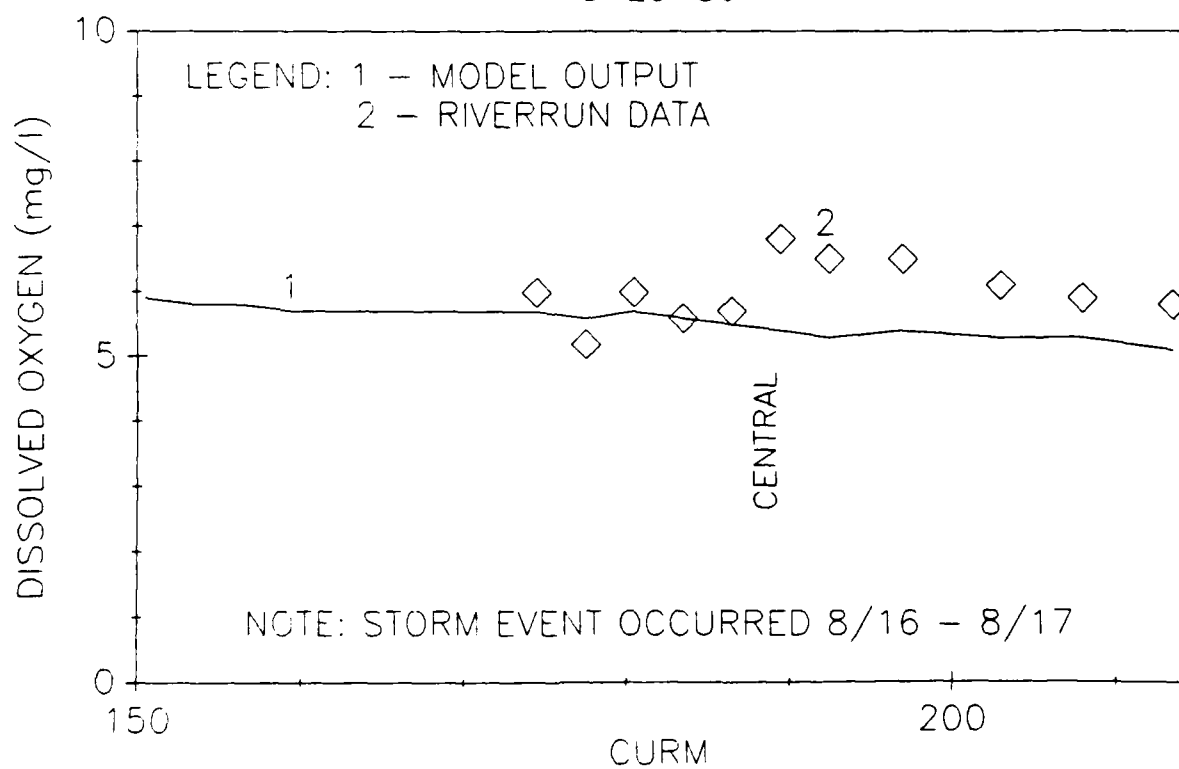 10
LEGEND: 1 – MODEL OUTPUT
2 – RIVERRUN DATA
DISSOLVED OXYGEN (mg/l)
2
1
5
CENTRAL
NOTE: STORM EVENT OCCURRED 8/16 – 8/17
0
150
200
CURM